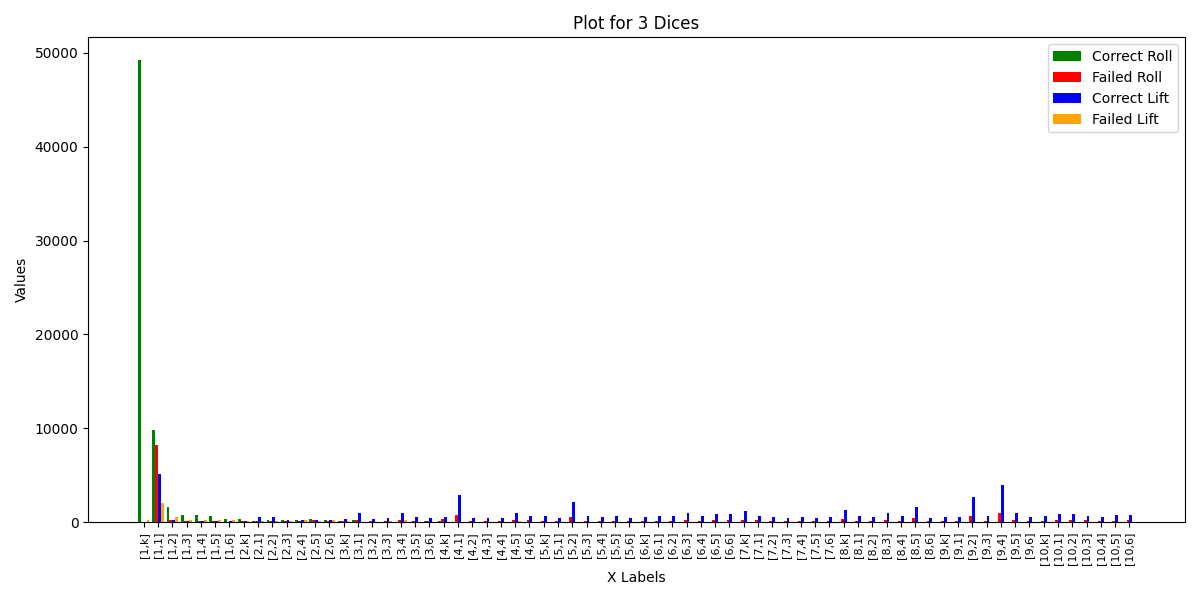 Plot for 3 Dices
Correct Roll
Failed Roll
Correct Lift
Failed Lift
50000
40000
30000
20000
10000
0
Values
[1,k] [1,1] [1,2] [1,3] [1,4] [1,5] [1,6] [2,k] [2,1] [2,2] [2,3] [2,4] [2,5] [2,6] [3,k] [3,1] [3,2] [3,3] [3,4] [3,5] [3,6] [4,k] [4,1] [4,2] [4,3] [4,4] [4,5] [4,6] [5,k] [5,1] [5,2] [5,3] [5,4] [5,5] [5,6] [6,k] [6,1] [6,2] [6,3] [6,4] [6,5] [6,6] [7,k] [7,1] [7,2] [7,3] [7,4] [7,5] [7,6] [8,k] [8,1] [8,2] [8,3] [8,4] [8,5] [8,6] [9,k] [9,1] [9,2] [9,3] [9,4] [9,5] [9,6] [10,k] [10,1] [10,2] [10,3] [10,4] [10,5] [10,6]
X Labels